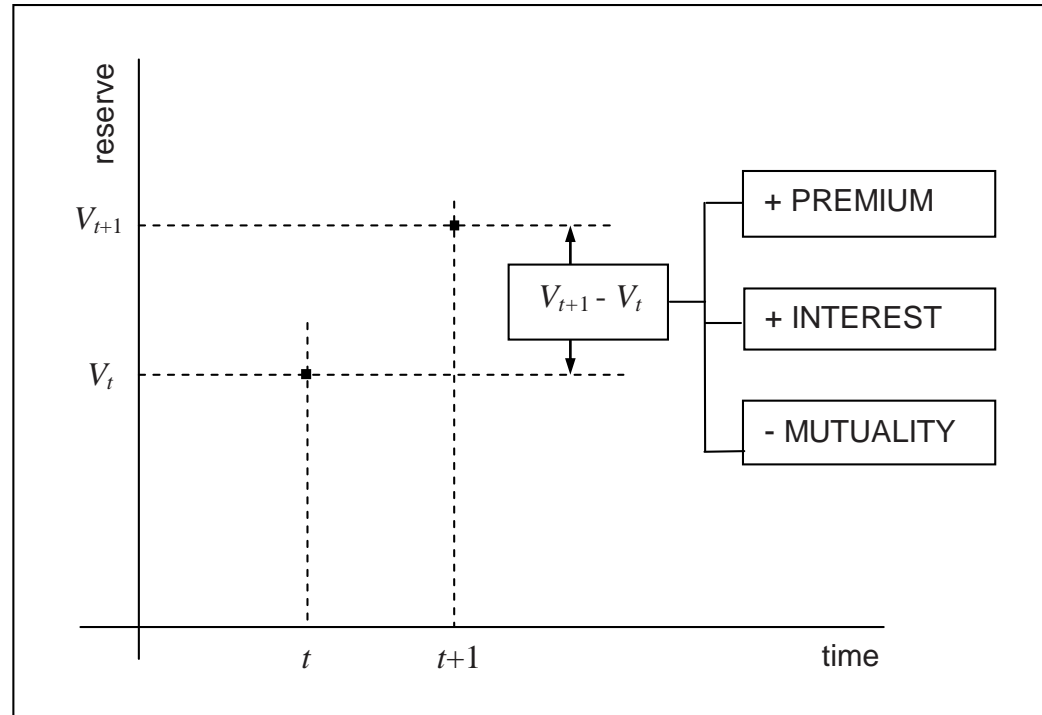 reserve
V_{t+1}
V_t
V_{t+1} - V_t
+ PREMIUM
+ INTEREST
- MUTUALITY
t
t+1
time